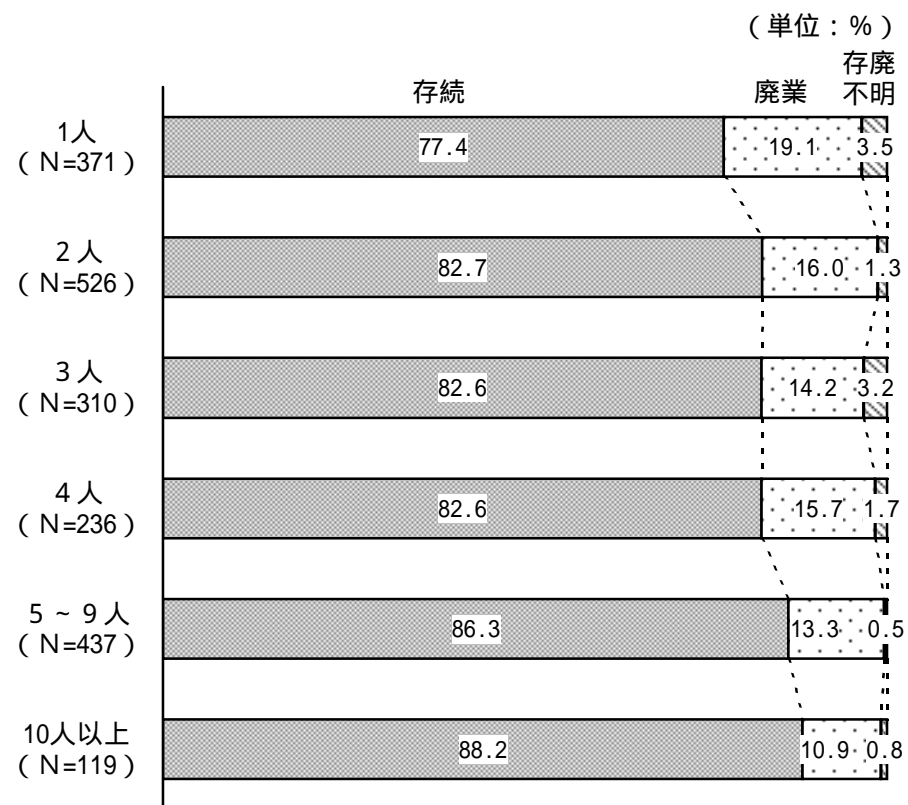 (単位：%)
存続
廃業
存廃
不明
1人
(N=371)
77.4
19.1
3.5
2人
(N=526)
82.7
16.0
1.3
3人
(N=310)
82.6
14.2
3.2
4人
(N=236)
82.6
15.7
1.7
5~9人
(N=437)
86.3
13.3
0.5
10人以上
(N=119)
88.2
10.9
0.8